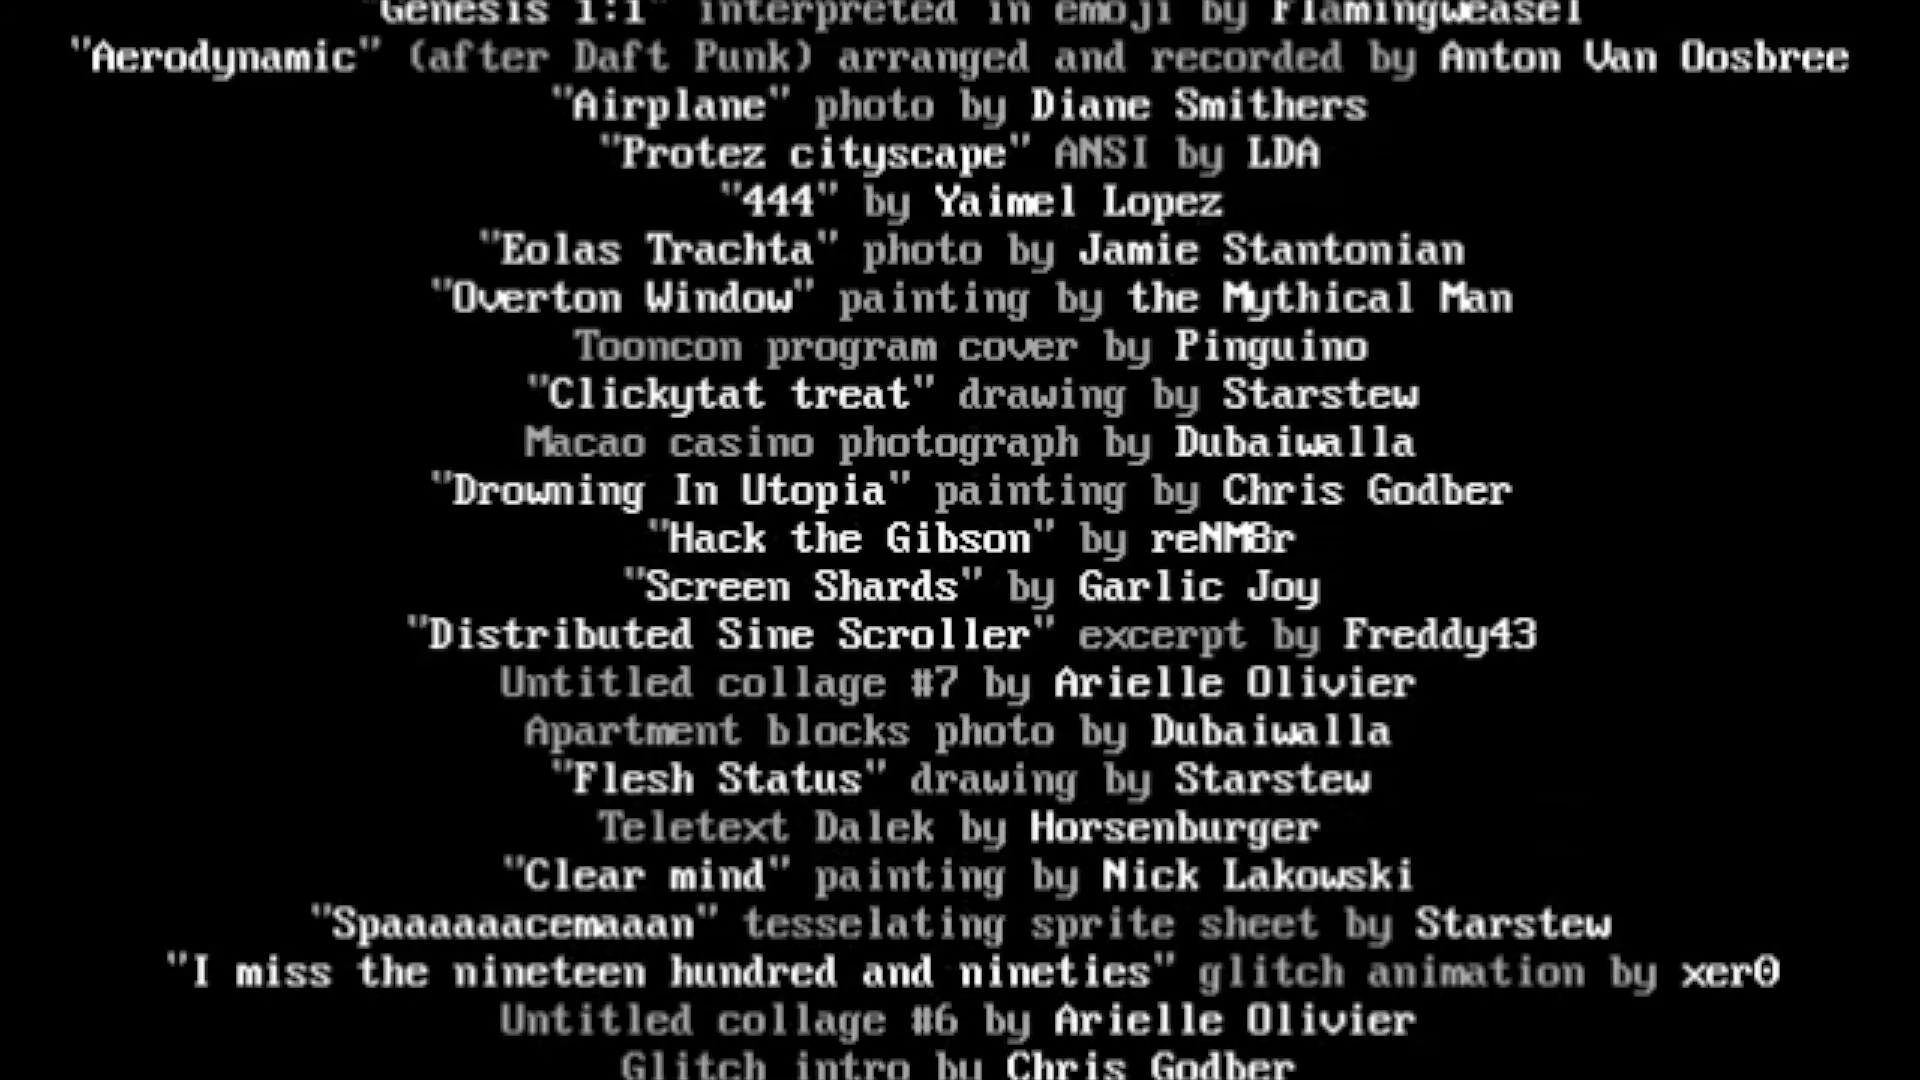 "Genesis 1:1" interpreted in emoji by Flamingweasel
"Aerodynamic" (after Daft Punk) arranged and recorded by Anton Van Oosbree
"Airplane" photo by Diane Smithers
"Protez cityscape" ANSI by LDA
"444" by Yaimel Lopez
"Eolas Trachta" photo by Jamie Stantonian
"Overton Window" painting by the Mythical Man
Tooncon program cover by Pinguino
"Clickytat treat" drawing by Starstew
Macao casino photograph by Dubaiwalla
"Drowning In Utopia" painting by Chris Godber
"Hack the Gibson" by reNM8r
"Screen Shards" by Garlic Joy
"Distributed Sine Scroller" excerpt by Freddy43
Untitled collage #7 by Arielle Olivier
Apartment blocks photo by Dubaiwalla
"Flesh Status" drawing by Starstew
Teletext Dalek by Horsenburger
"Clear mind" painting by Nick Lakowski
"Spaaaaaacemaaan" tesselating sprite sheet by Starstew
"I miss the nineteen hundred and nineties" glitch animation by xer0
Untitled collage #6 by Arielle Olivier
Glitch intro by Chris Godber